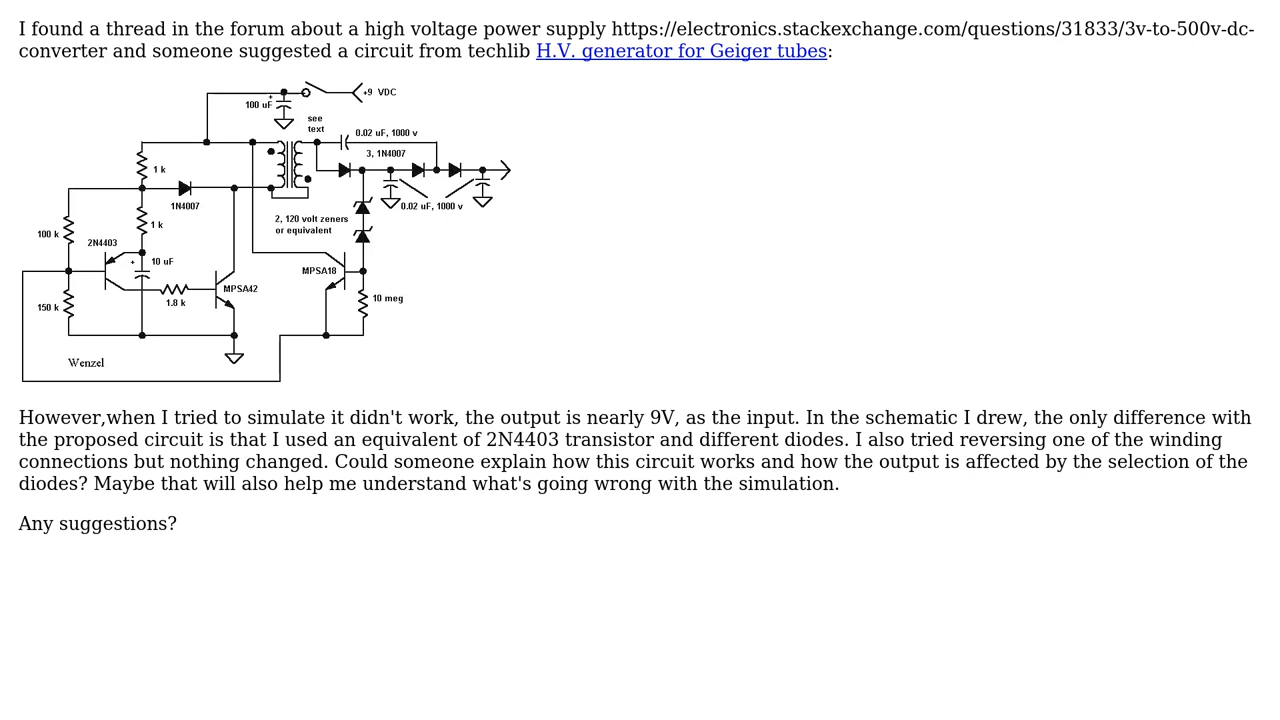 I found a thread in the forum about a high voltage power supply https://electronics.stackexchange.com/questions/31833/3v-to-500v-dc-
converter and someone suggested a circuit from techlib H.V. generator for Geiger tubes:
+9 VDC
+
100 uF
see
text
0.02 uF, 1000 v
3, 1N4007
1 k
1N4007
0.02 uF, 1000 v
2, 120 volt zeners
or equivalent
1 k
100 k
2N4403
+
10 uF
MPSA18
MPSA42
10 meg
1.8 k
150 k
Wenzel
However,when I tried to simulate it didn't work, the output is nearly 9V, as the input. In the schematic I drew, the only difference with
the proposed circuit is that I used an equivalent of 2N4403 transistor and different diodes. I also tried reversing one of the winding
connections but nothing changed. Could someone explain how this circuit works and how the output is affected by the selection of the
diodes? Maybe that will also help me understand what's going wrong with the simulation.
Any suggestions?